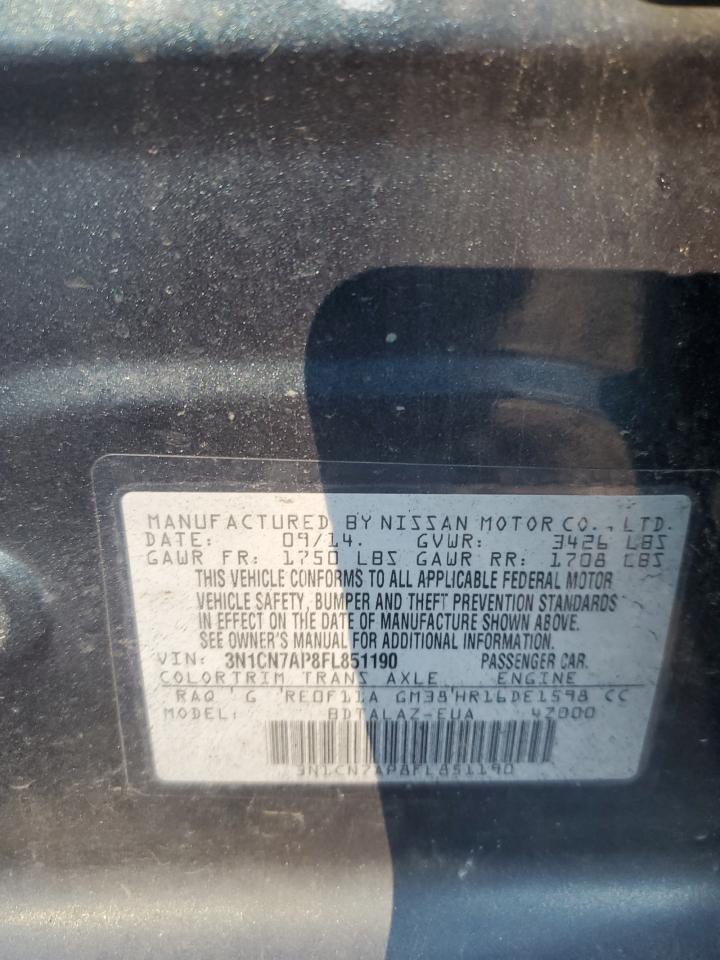 MANUFACTURED BY NISSAN MOTOR CO., LTD.
DATE: 09/14. GVWR: 3426 LBS
GAWR FR: 1750 LBS GAWR RR: 1708 LBS
THIS VEHICLE CONFORMS TO ALL APPLICABLE FEDERAL MOTOR
VEHICLE SAFETY, BUMPER AND THEFT PREVENTION STANDARDS
IN EFFECT ON THE DATE OF MANUFACTURE SHOWN ABOVE.
SEE OWNER'S MANUAL FOR ADDITIONAL INFORMATION.
VIN: 3N1CN7AP8FL851190 PASSENGER CAR.
COLOR TRIM TRANS AXLE ENGINE
RAQ G RE0F11A GM38 HR16DE1598 CC
MODEL: BDTALAZ-EUA 4Z000
3N1CN7AP8FL851190